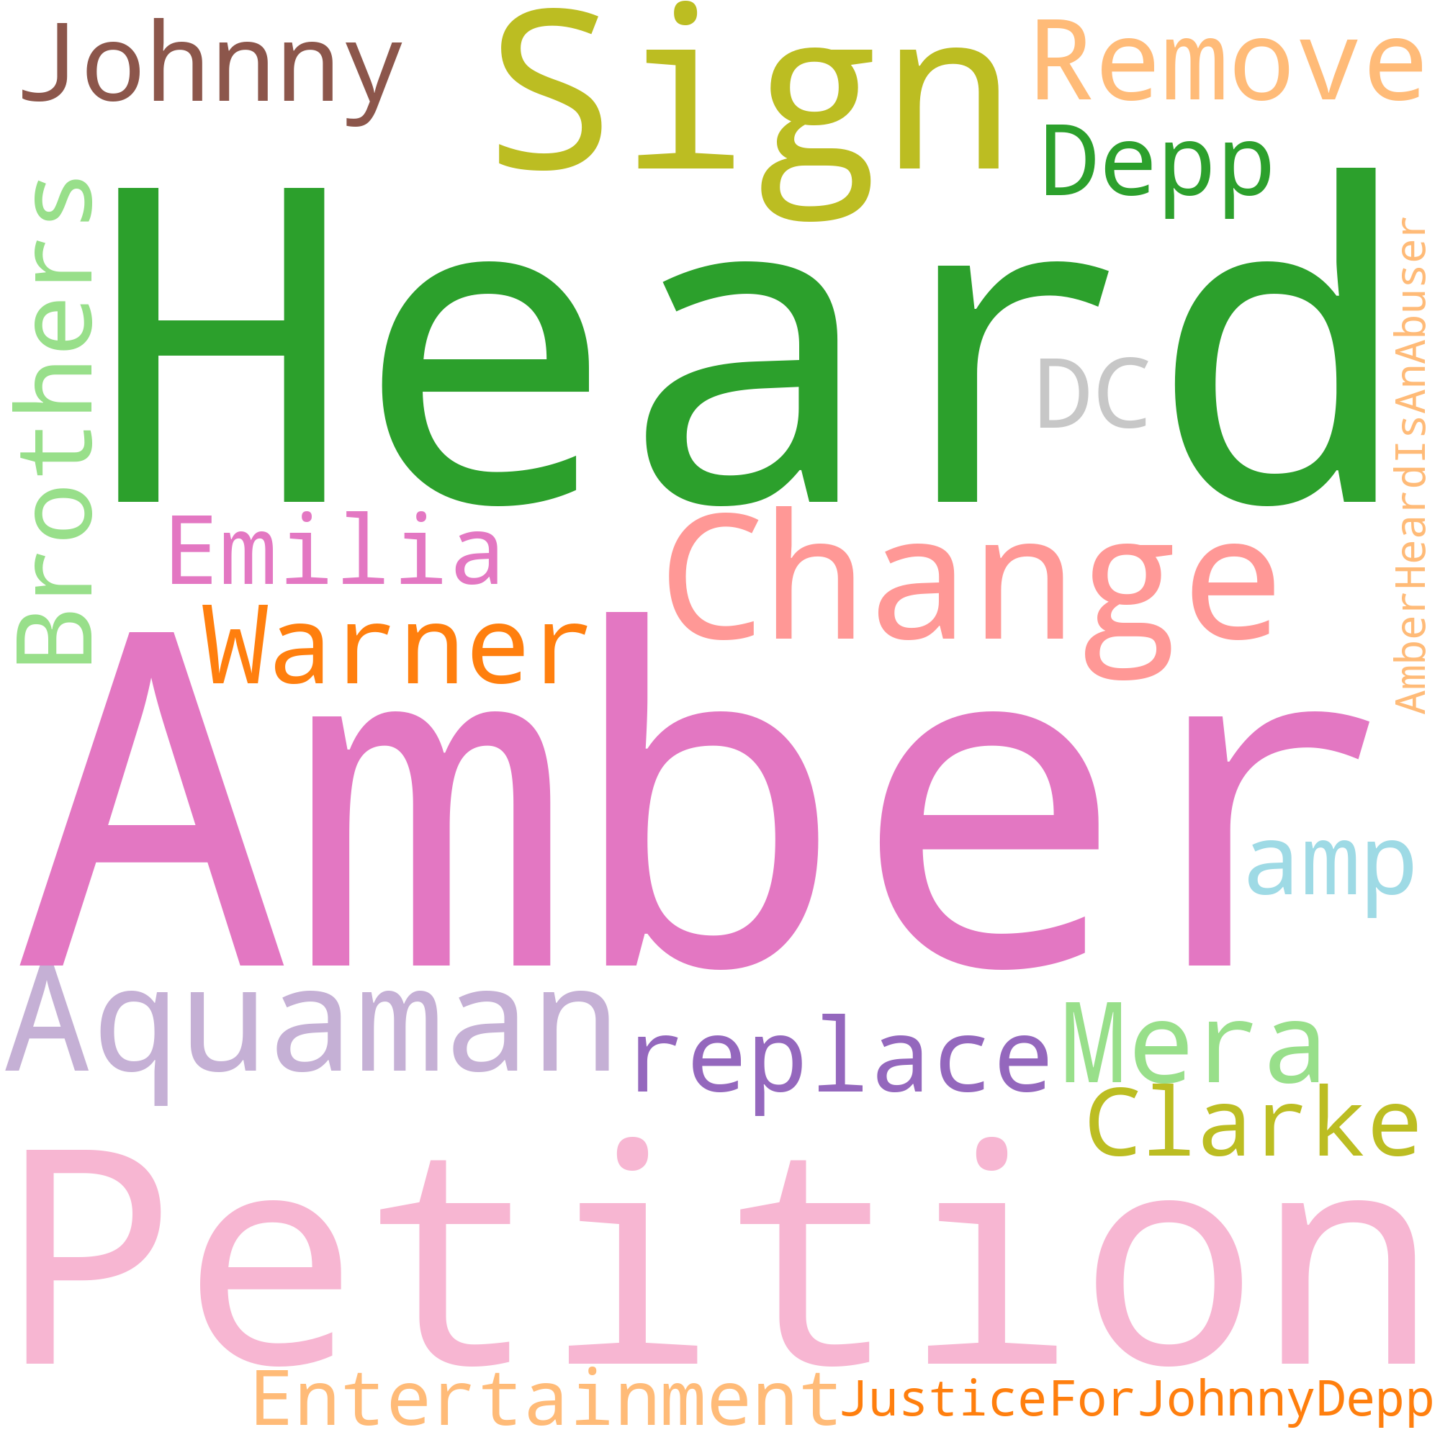 Johnny
Sign
Remove
Depp
Brothers
Heard
DC
AmberHeardIsAnAbuser
Emilia
Change
Warner
Amber
amp
Aquaman
replace
Mera
Clarke
Petition
Entertainment
JusticeForJohnnyDepp